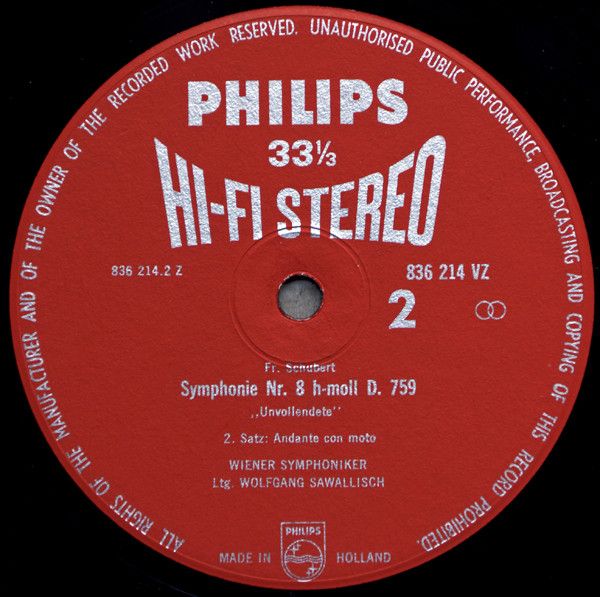 ALL RIGHTS OF THE MANUFACTURER AND OF THE OWNER OF THE RECORDED WORK RESERVED. UNAUTHORISED PUBLIC PERFORMANCE, BROADCASTING AND COPYING OF THIS RECORD PROHIBITED.
PHILIPS
33⅓
HI-FI STEREO
836 214.2 Z
836 214 VZ
2
Fr. Schubert
Symphonie Nr. 8 h-moll D. 759
„Unvollendete"
2. Satz: Andante con moto
WIENER SYMPHONIKER
Ltg. WOLFGANG SAWALLISCH
PHILIPS
MADE IN HOLLAND